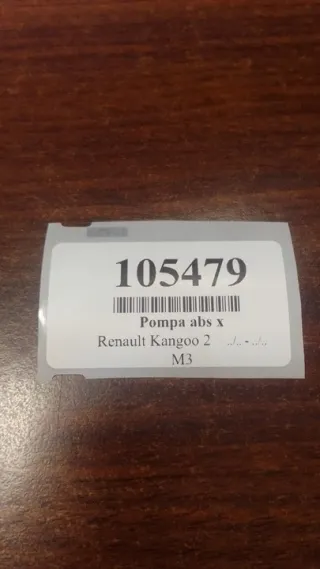 105479
Pompa abs x
Renault Kangoo 2 ../.. - ../..
M3